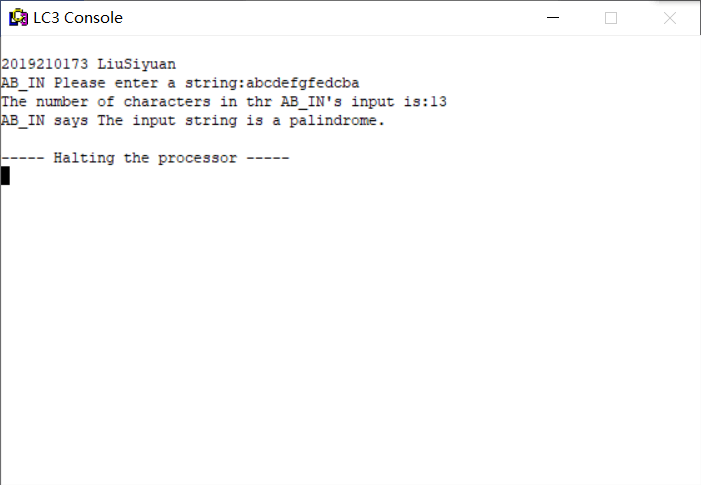 LC3 Console
2019210173 LiuSiyuan
AB_IN Please enter a string:abcdefgfedcba
The number of characters in thr AB_IN's input is:13
AB_IN says The input string is a palindrome.
----- Halting the processor -----